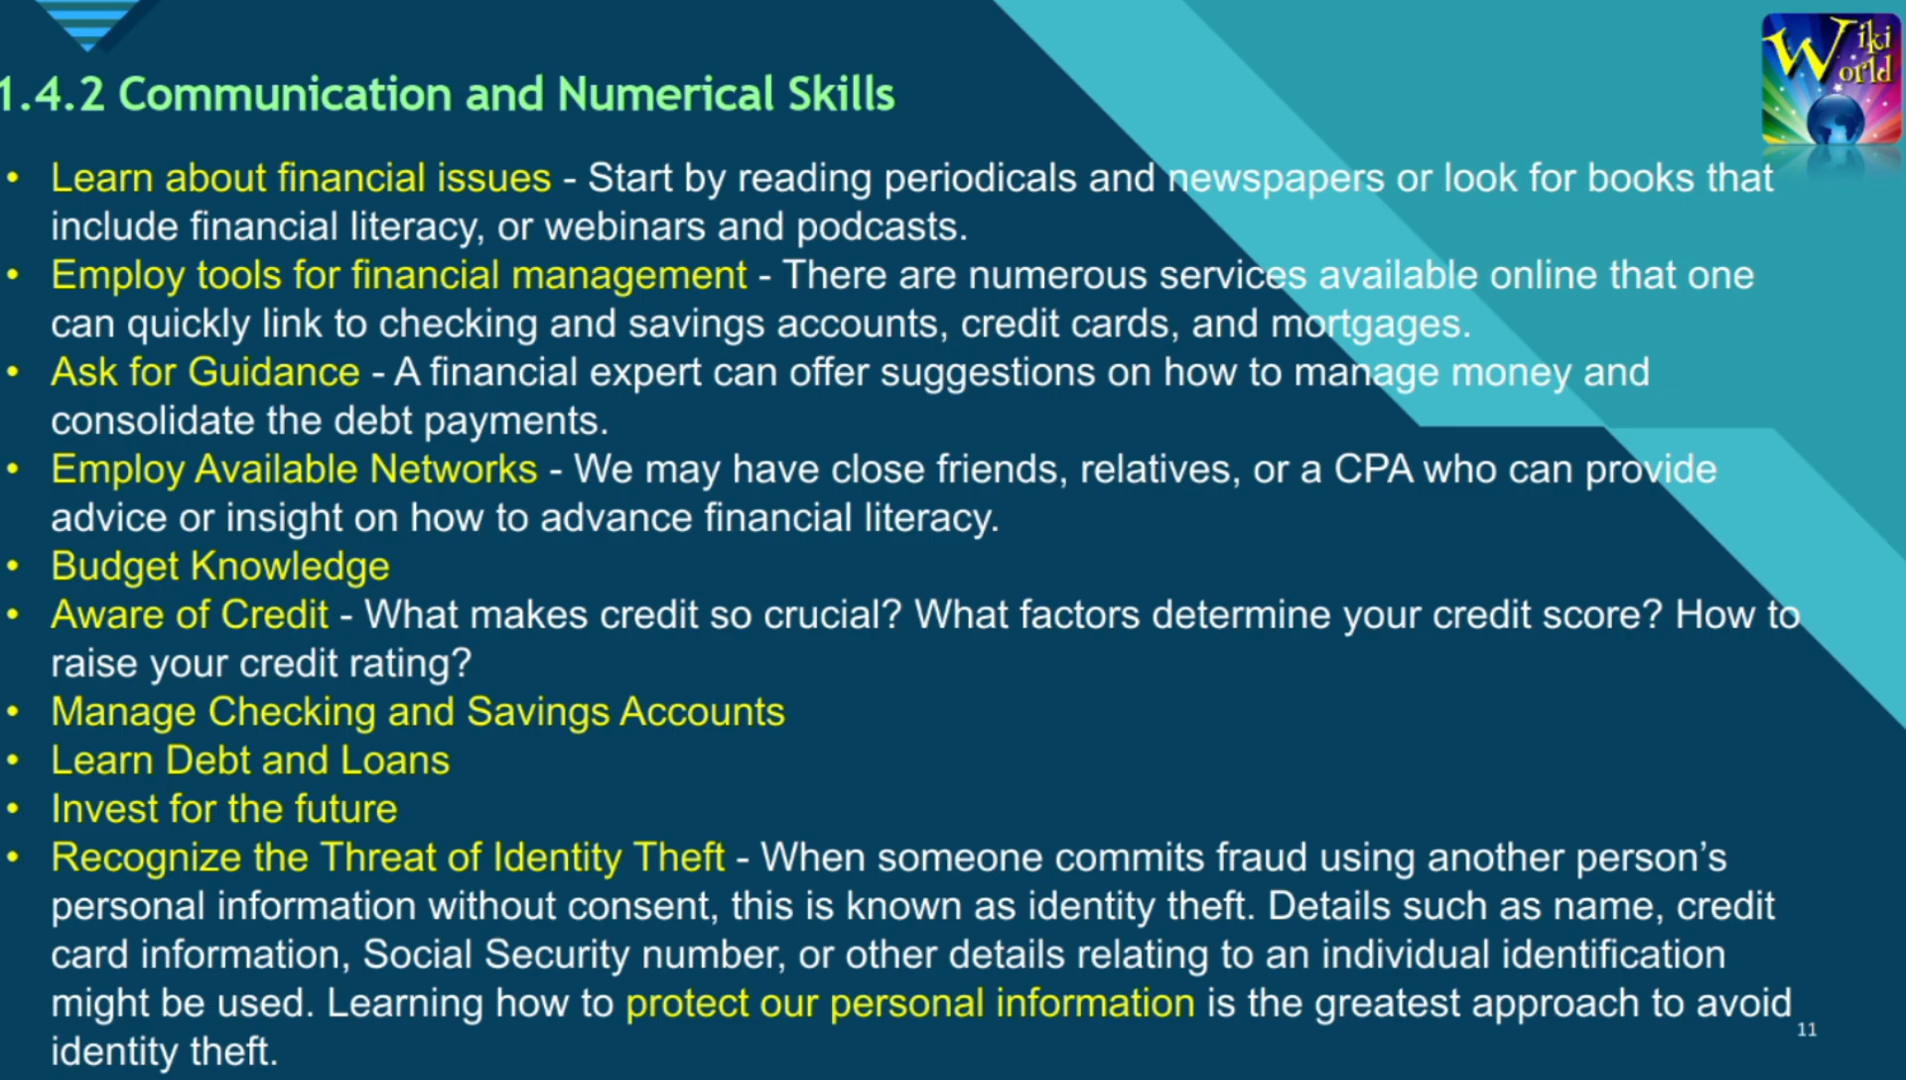 Wiki
World
1.4.2 Communication and Numerical Skills
• Learn about financial issues - Start by reading periodicals and newspapers or look for books that
include financial literacy, or webinars and podcasts.
• Employ tools for financial management - There are numerous services available online that one
can quickly link to checking and savings accounts, credit cards, and mortgages.
• Ask for Guidance - A financial expert can offer suggestions on how to manage money and
consolidate the debt payments.
• Employ Available Networks - We may have close friends, relatives, or a CPA who can provide
advice or insight on how to advance financial literacy.
• Budget Knowledge
• Aware of Credit - What makes credit so crucial? What factors determine your credit score? How to
raise your credit rating?
• Manage Checking and Savings Accounts
• Learn Debt and Loans
• Invest for the future
• Recognize the Threat of Identity Theft - When someone commits fraud using another person’s
personal information without consent, this is known as identity theft. Details such as name, credit
card information, Social Security number, or other details relating to an individual identification
might be used. Learning how to protect our personal information is the greatest approach to avoid
identity theft.
11